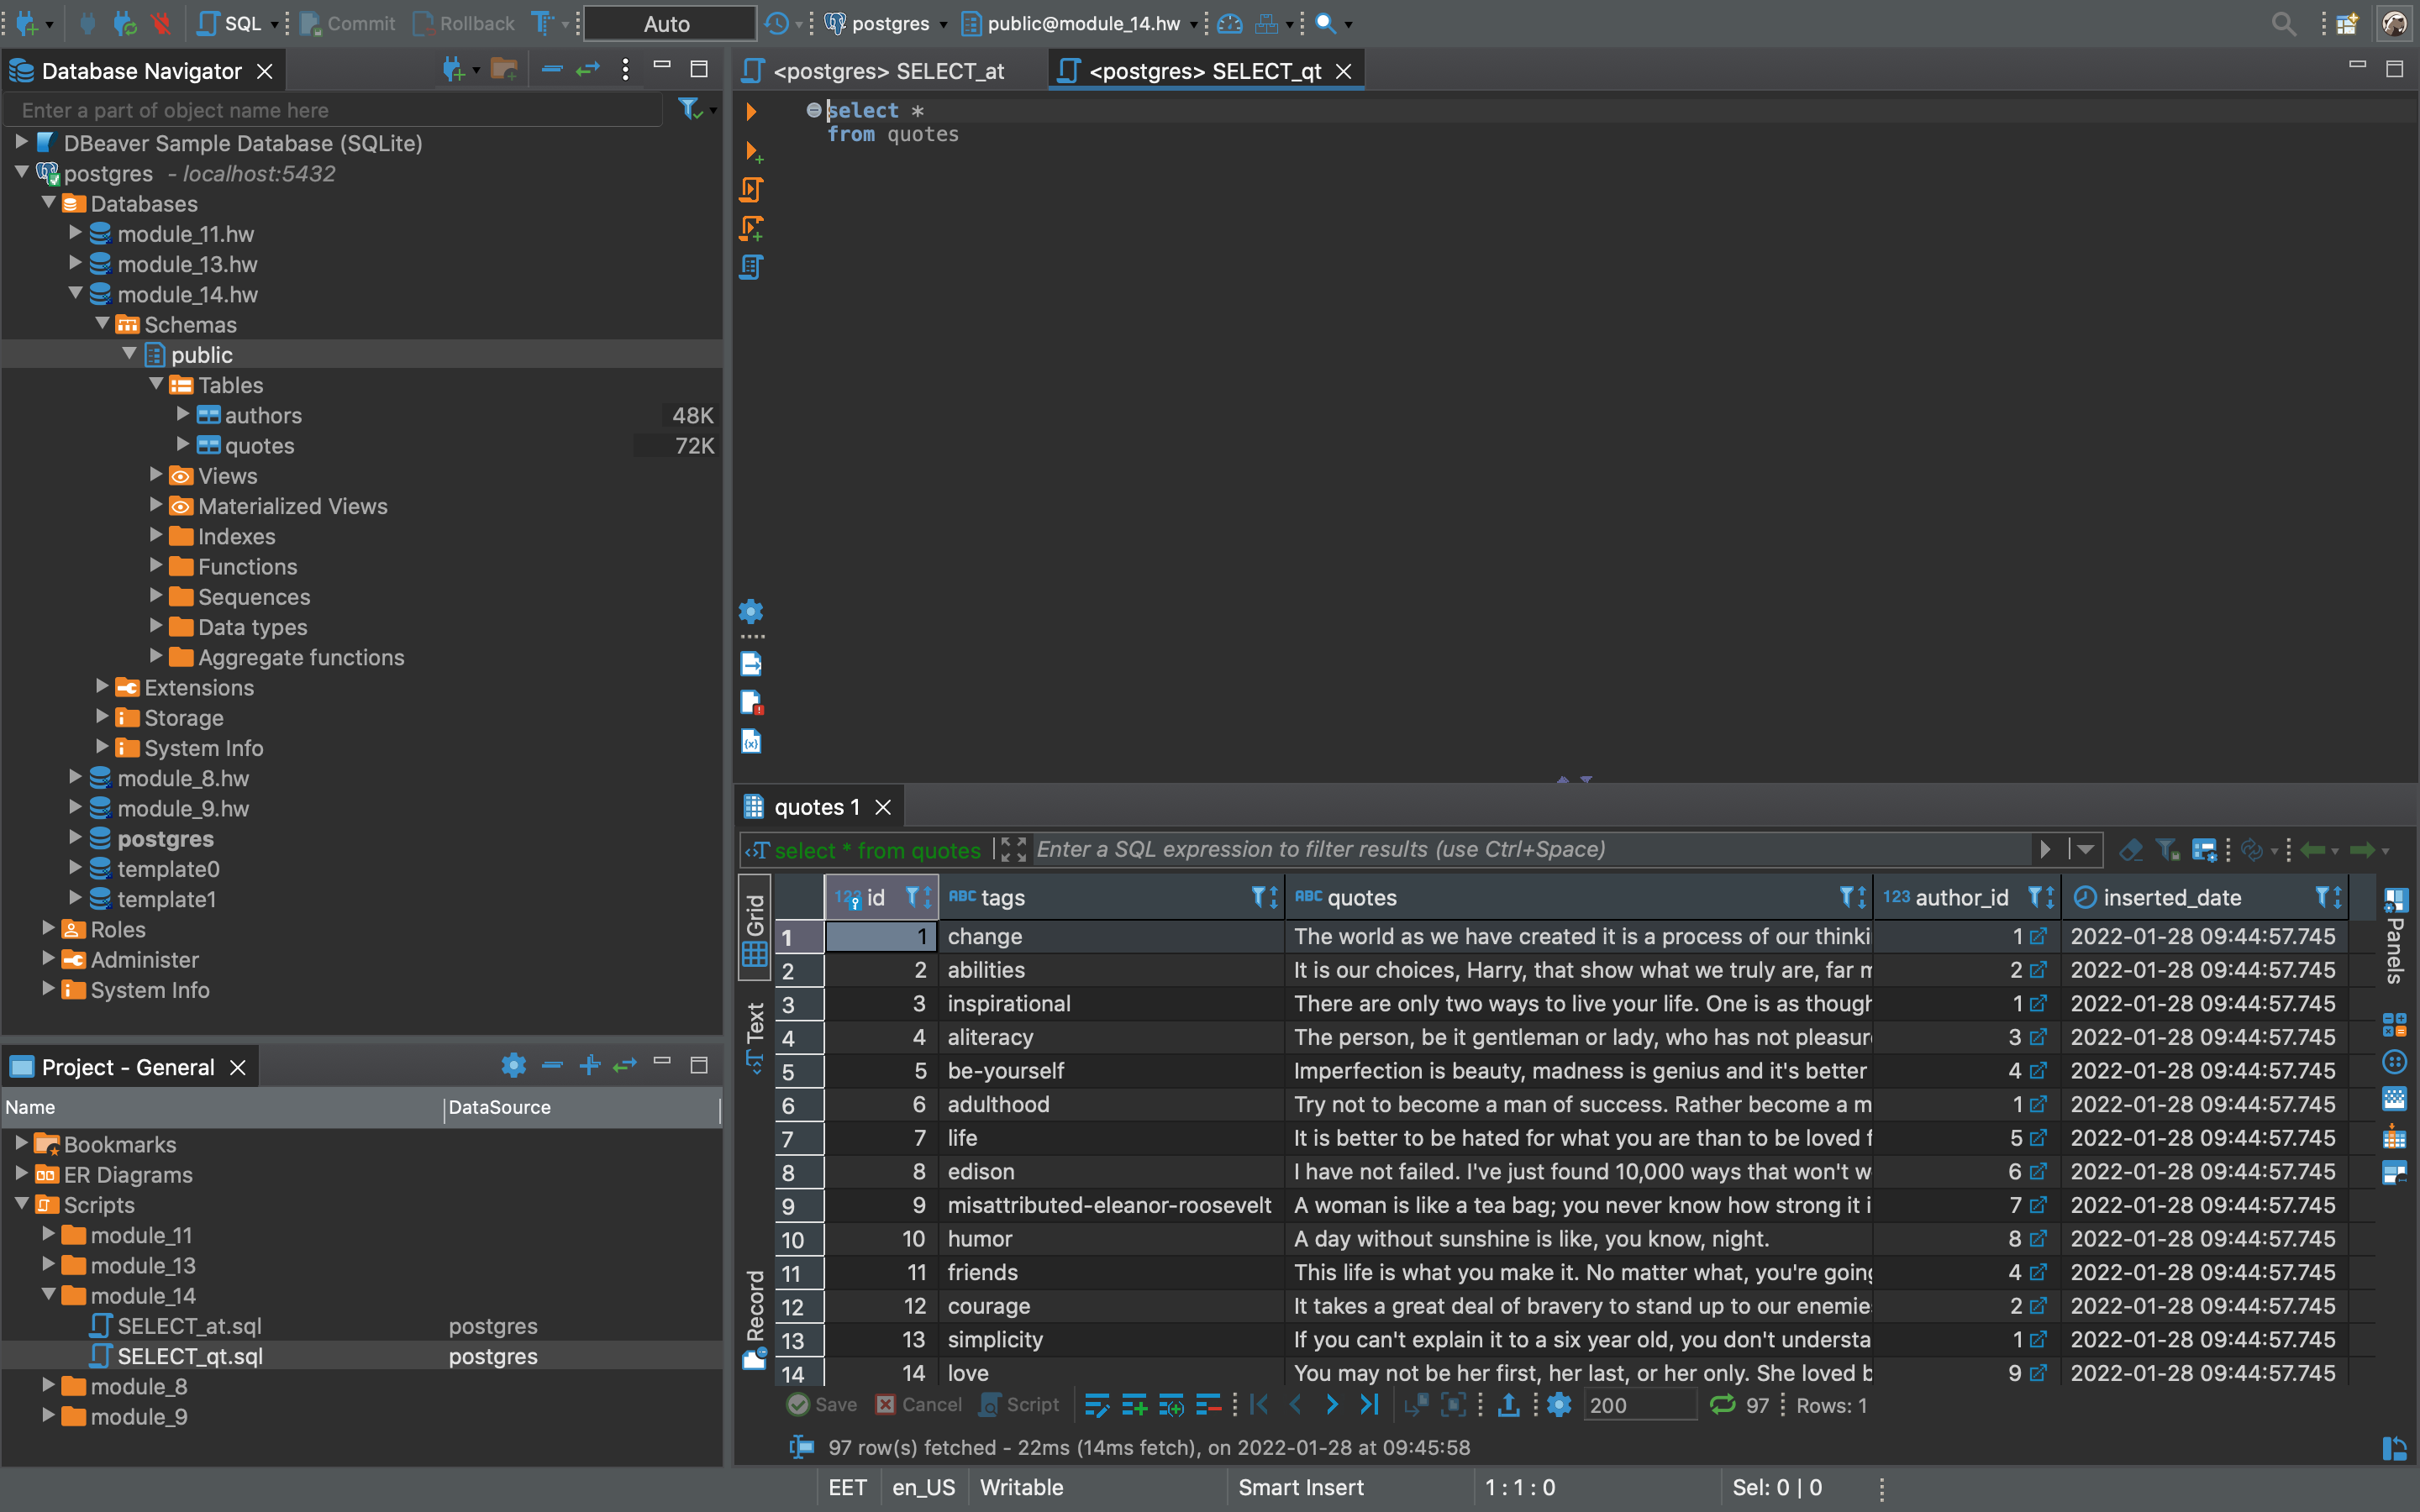 SQL Commit Rollback Auto postgres public@module_14.hw
Database Navigator
Enter a part of object name here
DBeaver Sample Database (SQLite)
postgres - localhost:5432
Databases
module_11.hw
module_13.hw
module_14.hw
Schemas
public
Tables
authors 48K
quotes 72K
Views
Materialized Views
Indexes
Functions
Sequences
Data types
Aggregate functions
Extensions
Storage
System Info
module_8.hw
module_9.hw
postgres
template0
template1
Roles
Administer
System Info
Project - General
Name DataSource
Bookmarks
ER Diagrams
Scripts
module_11
module_13
module_14
SELECT_at.sql postgres
SELECT_qt.sql postgres
module_8
module_9
<postgres> SELECT_at <postgres> SELECT_qt
select *
from quotes
quotes 1
select * from quotes Enter a SQL expression to filter results (use Ctrl+Space)
Grid
Text
Record
123 id ABC tags ABC quotes 123 author_id inserted_date
1 1 change The world as we have created it is a process of our thinki 1 2022-01-28 09:44:57.745
2 2 abilities It is our choices, Harry, that show what we truly are, far m 2 2022-01-28 09:44:57.745
3 3 inspirational There are only two ways to live your life. One is as though 1 2022-01-28 09:44:57.745
4 4 aliteracy The person, be it gentleman or lady, who has not pleasur 3 2022-01-28 09:44:57.745
5 5 be-yourself Imperfection is beauty, madness is genius and it's better 4 2022-01-28 09:44:57.745
6 6 adulthood Try not to become a man of success. Rather become a m 1 2022-01-28 09:44:57.745
7 7 life It is better to be hated for what you are than to be loved f 5 2022-01-28 09:44:57.745
8 8 edison I have not failed. I've just found 10,000 ways that won't w 6 2022-01-28 09:44:57.745
9 9 misattributed-eleanor-roosevelt A woman is like a tea bag; you never know how strong it i 7 2022-01-28 09:44:57.745
10 10 humor A day without sunshine is like, you know, night. 8 2022-01-28 09:44:57.745
11 11 friends This life is what you make it. No matter what, you're going 4 2022-01-28 09:44:57.745
12 12 courage It takes a great deal of bravery to stand up to our enemie 2 2022-01-28 09:44:57.745
13 13 simplicity If you can't explain it to a six year old, you don't understa 1 2022-01-28 09:44:57.745
14 14 love You may not be her first, her last, or her only. She loved b 9 2022-01-28 09:44:57.745
Panels
Save Cancel Script 200 97 Rows: 1
97 row(s) fetched - 22ms (14ms fetch), on 2022-01-28 at 09:45:58
EET en_US Writable Smart Insert 1 : 1 : 0 Sel: 0 | 0